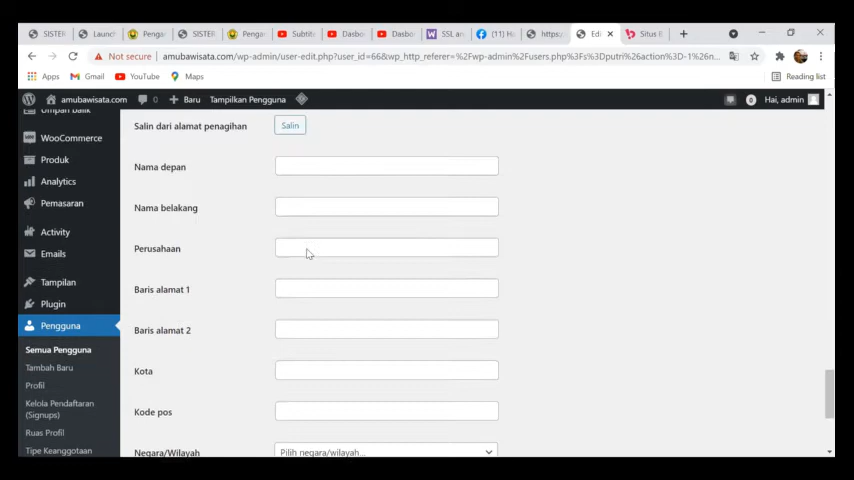 SISTER
Launch
Penga
SISTER
Penga
Subtitl
Dasbo
Dasbo
SSL an
(11) Ha
https:/
Edi
Situs B
Not secure
amubawisata.com/wp-admin/user-edit.php?user_id=66&wp_http_referer=%2Fwp-admin%2Fusers.php%3Fs%3Dputri%26action%3D-1%26n...
Apps
Gmail
YouTube
Maps
Reading list
amubawisata.com
0
Baru
Tampilkan Pengguna
0
Hai, admin
Umpan balik
WooCommerce
Produk
Analytics
Pemasaran
Activity
Emails
Tampilan
Plugin
Pengguna
Semua Pengguna
Tambah Baru
Profil
Kelola Pendaftaran
(Signups)
Ruas Profil
Tipe Keanggotaan
Salin dari alamat penagihan
Salin
Nama depan
Nama belakang
Perusahaan
Baris alamat 1
Baris alamat 2
Kota
Kode pos
Negara/Wilayah
Pilih negara/wilayah...